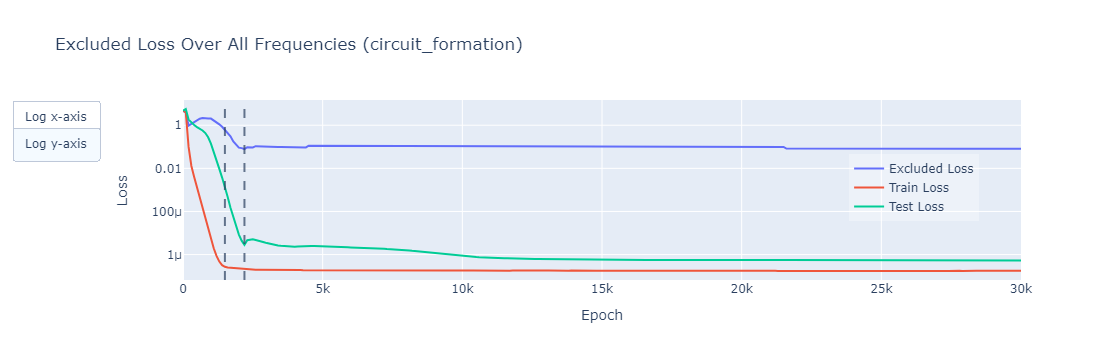 Excluded Loss Over All Frequencies (circuit_formation)
Log x-axis
Log y-axis
Loss
1
0.01
100μ
1μ
Excluded Loss
Train Loss
Test Loss
0 5k 10k 15k 20k 25k 30k
Epoch